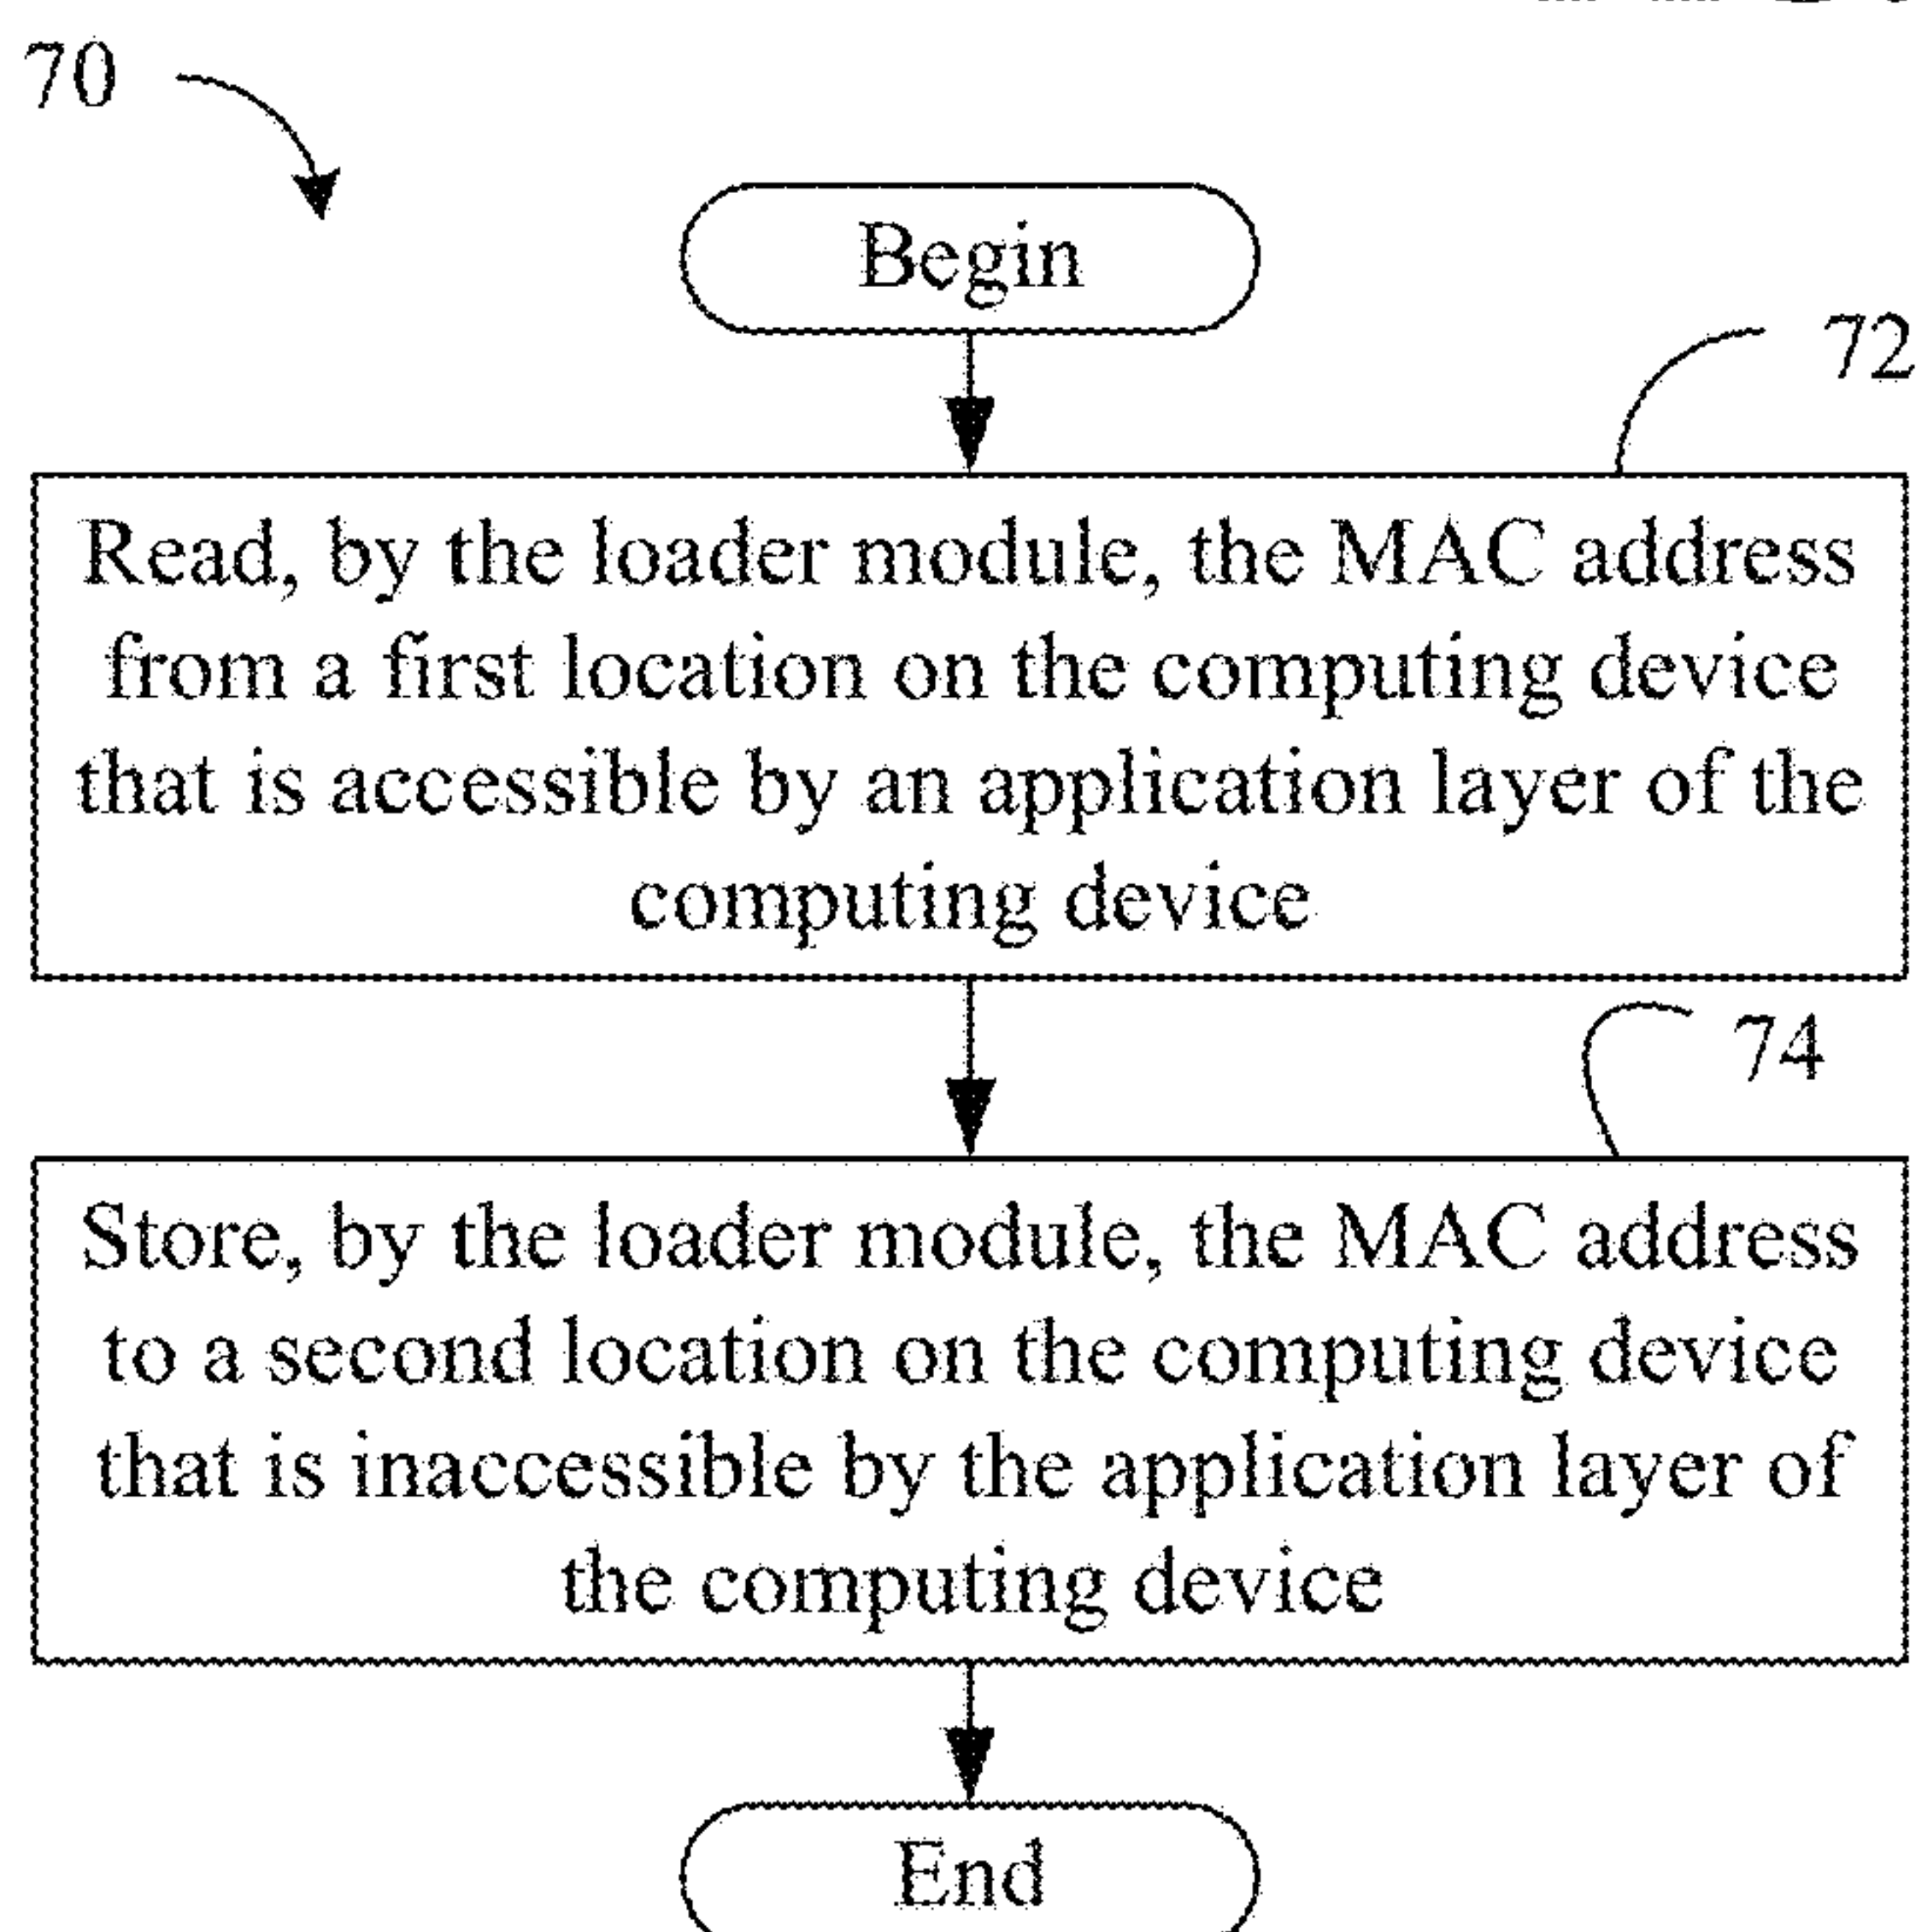 70
Begin
72
Read, by the loader module, the MAC address
from a first location on the computing device
that is accessible by an application layer of the
computing device
74
Store, by the loader module, the MAC address
to a second location on the computing device
that is inaccessible by the application layer of
the computing device
End